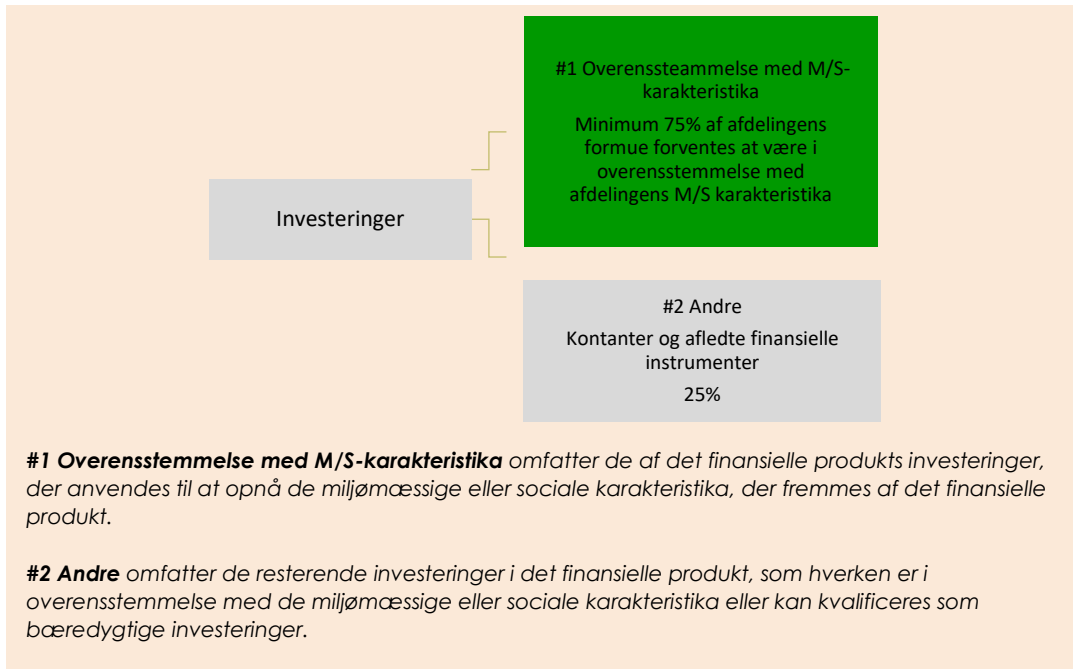 #1 Overenssteammelse med M/S-
karakteristika
Minimum 75% af afdelingens
formue forventes at være i
overensstemmelse med
afdelingens M/S karakteristika
Investeringer
#2 Andre
Kontanter og afledte finansielle
instrumenter
25%
#1 Overensstemmelse med M/S-karakteristika omfatter de af det finansielle produkts investeringer,
der anvendes til at opnå de miljømæssige eller sociale karakteristika, der fremmes af det finansielle
produkt.
#2 Andre omfatter de resterende investeringer i det finansielle produkt, som hverken er i
overensstemmelse med de miljømæssige eller sociale karakteristika eller kan kvalificeres som
bæredygtige investeringer.